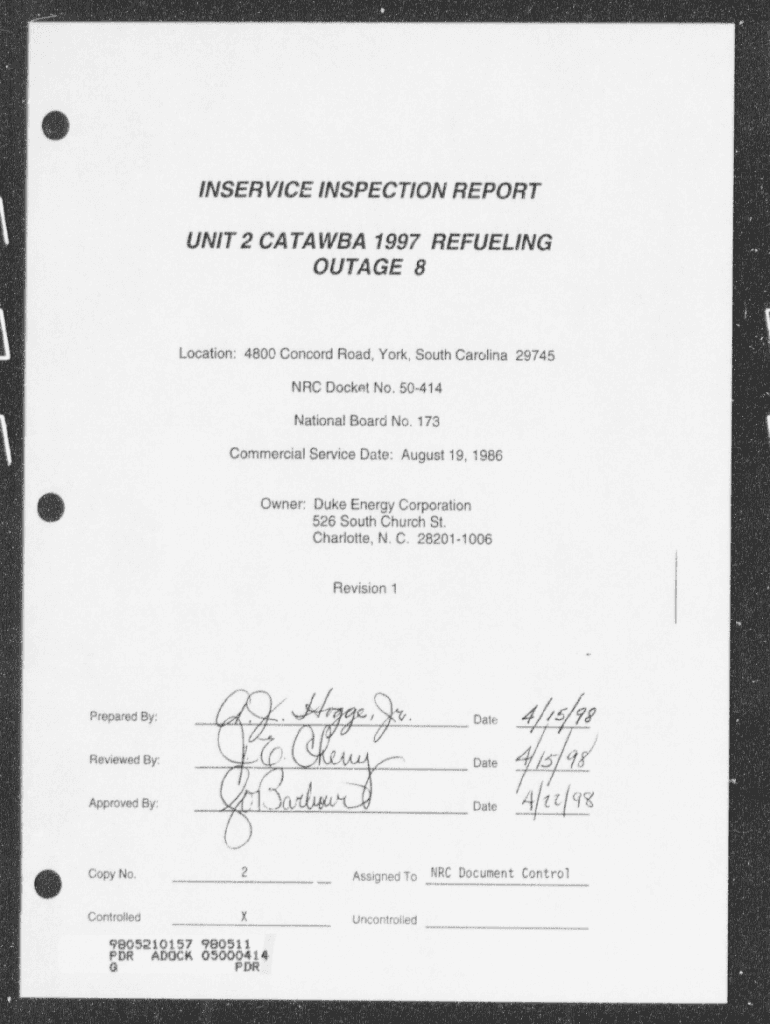 INSERVICE INSPECTION REPORT
UNIT 2 CATAWBA 1997 REFUELING
OUTAGE 8
Location: 4800 Concord Road, York, South Carolina 29745
NRC Docket No. 50-414
National Board No. 173
Commercial Service Date: August 19, 1986
Owner: Duke Energy Corporation
526 South Church St.
Charlotte, N. C. 28201-1006
Revision 1
Prepared By: Hogge, Jr. Date 4/15/98
Reviewed By: Cherry Date 4/15/98
Approved By: Barbour Date 4/22/98
Copy No. 2 Assigned To NRC Document Control
Controlled X Uncontrolled
9805210157 980511
PDR ADOCK 05000414
G PDR